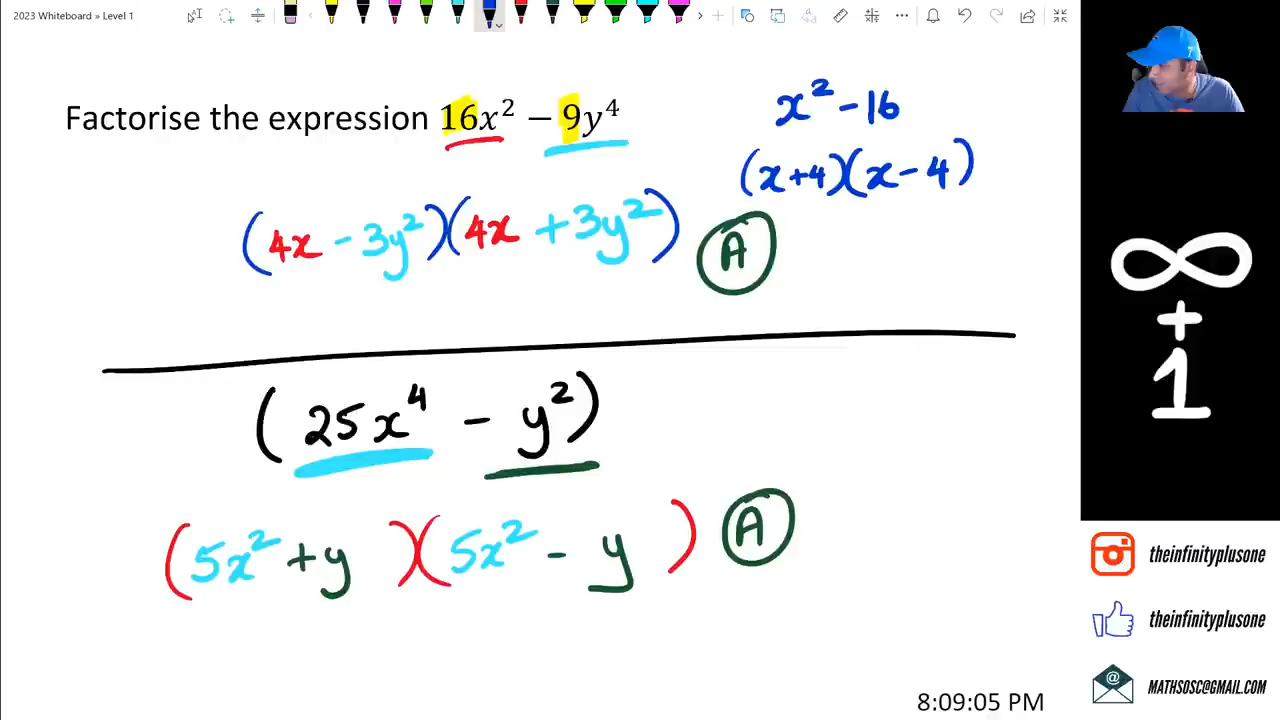 2023 Whiteboard » Level 1
Factorise the expression 16x² − 9y⁴
x² − 16
(x+4)(x−4)
(4x − 3y²)(4x + 3y²) A
(25x⁴ − y²)
(5x² + y)(5x² − y) A
∞
+
1
theinfinityplusone
theinfinityplusone
@
MATHSOSC@GMAIL.COM
8:09:05 PM